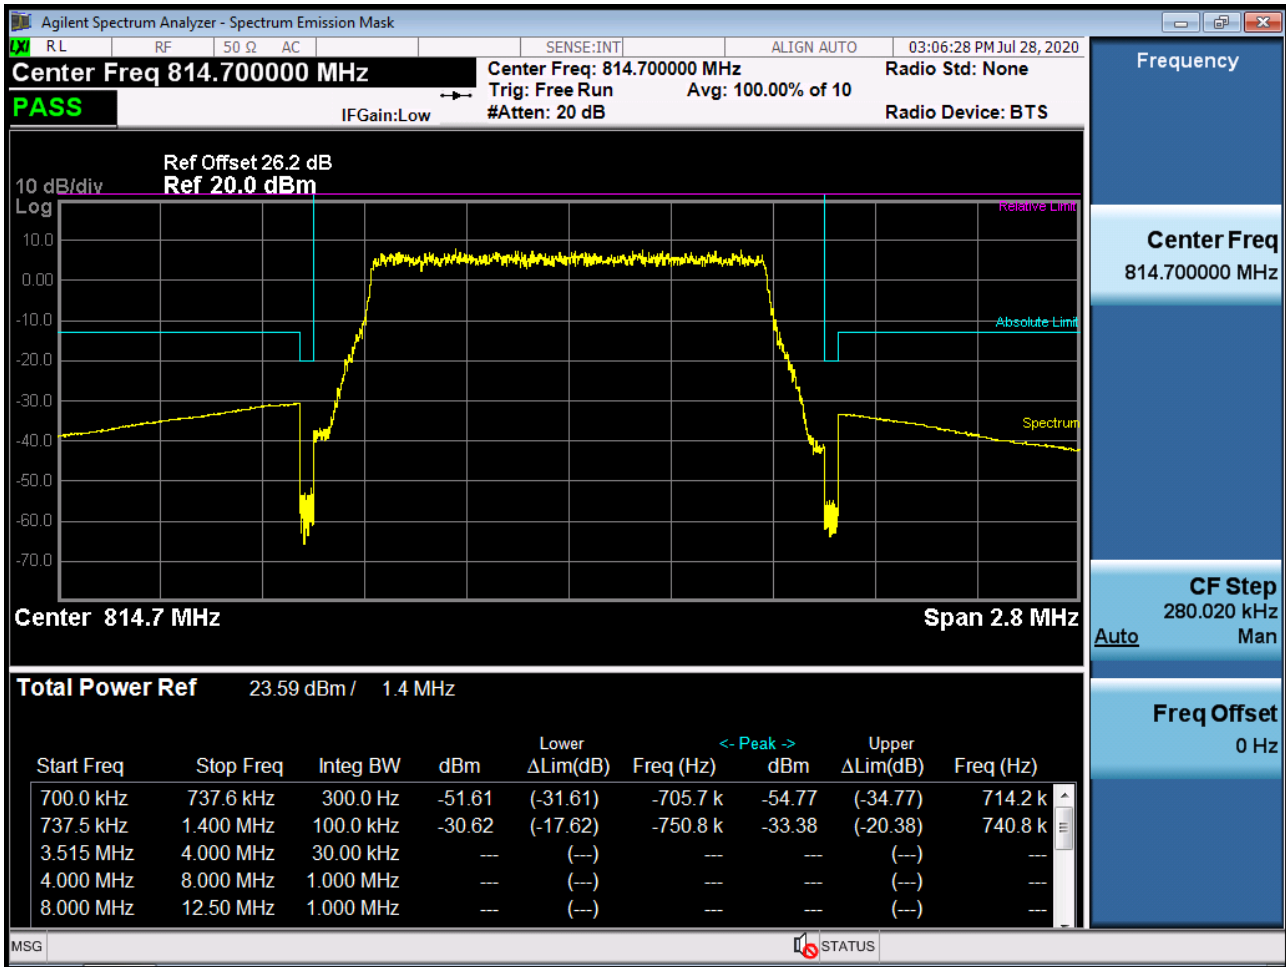 Agilent Spectrum Analyzer - Spectrum Emission Mask
LXI RL RF 50 Ω AC SENSE:INT ALIGN AUTO 03:06:28 PM Jul 28, 2020
Center Freq 814.700000 MHz
Center Freq: 814.700000 MHz Radio Std: None
Trig: Free Run Avg: 100.00% of 10
PASS
IFGain:Low #Atten: 20 dB Radio Device: BTS
Ref Offset 26.2 dB
10 dB/div Ref 20.0 dBm
Log
Relative Limit
10.0
0.00
-10.0
Absolute Limit
-20.0
-30.0
Spectrum
-40.0
-50.0
-60.0
-70.0
Center 814.7 MHz Span 2.8 MHz
Total Power Ref 23.59 dBm / 1.4 MHz
Lower <- Peak -> Upper
Start Freq Stop Freq Integ BW dBm ΔLim(dB) Freq (Hz) dBm ΔLim(dB) Freq (Hz)
700.0 kHz 737.6 kHz 300.0 Hz -51.61 (-31.61) -705.7 k -54.77 (-34.77) 714.2 k
737.5 kHz 1.400 MHz 100.0 kHz -30.62 (-17.62) -750.8 k -33.38 (-20.38) 740.8 k
3.515 MHz 4.000 MHz 30.00 kHz --- (---) --- --- (---) ---
4.000 MHz 8.000 MHz 1.000 MHz --- (---) --- --- (---) ---
8.000 MHz 12.50 MHz 1.000 MHz --- (---) --- --- (---) ---
MSG STATUS
Frequency
Center Freq
814.700000 MHz
CF Step
280.020 kHz
Auto Man
Freq Offset
0 Hz